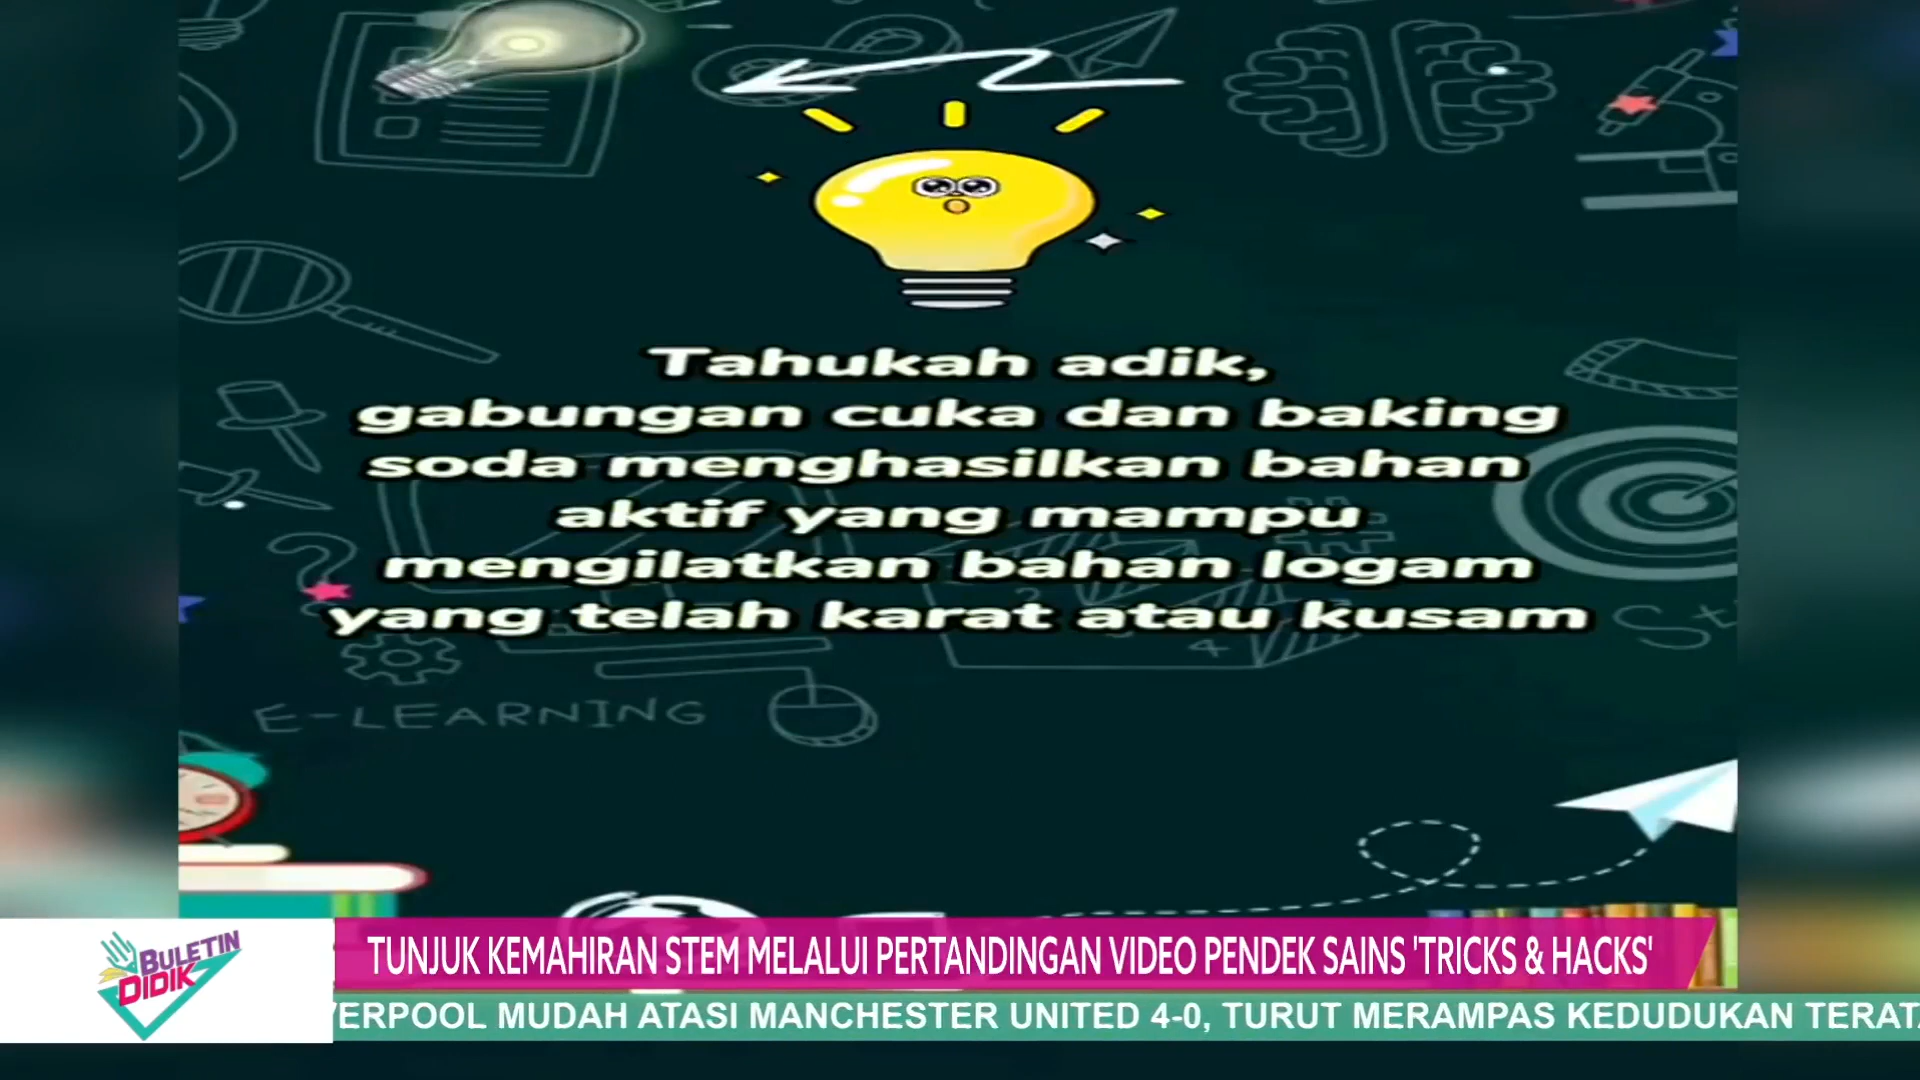 Tahukah adik,
gabungan cuka dan baking
soda menghasilkan bahan
aktif yang mampu
mengilatkan bahan logam
yang telah karat atau kusam
E-LEARNING
BULETIN
DIDIK
TUNJUK KEMAHIRAN STEM MELALUI PERTANDINGAN VIDEO PENDEK SAINS 'TRICKS & HACKS'
VERPOOL MUDAH ATASI MANCHESTER UNITED 4-0, TURUT MERAMPAS KEDUDUKAN TERATA